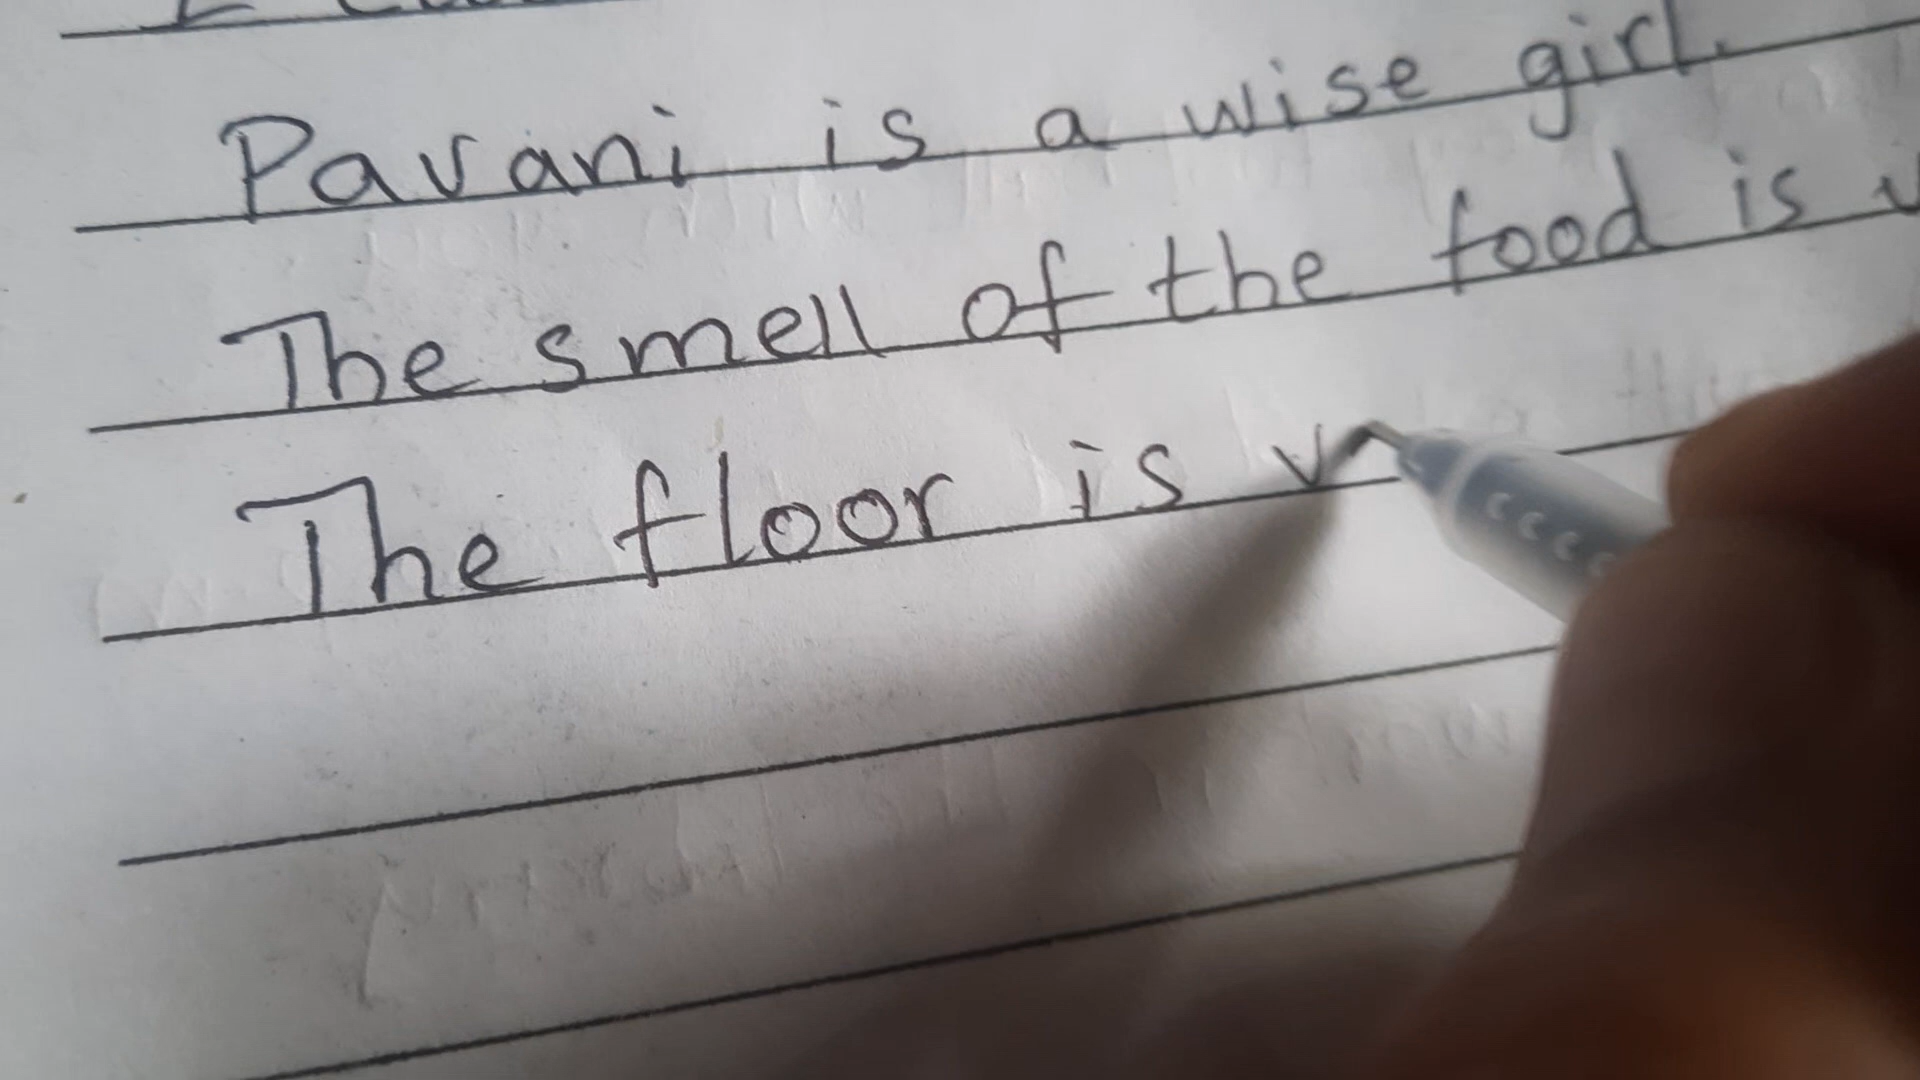 Pavani is a wise girl.
The smell of the food is
The floor is v